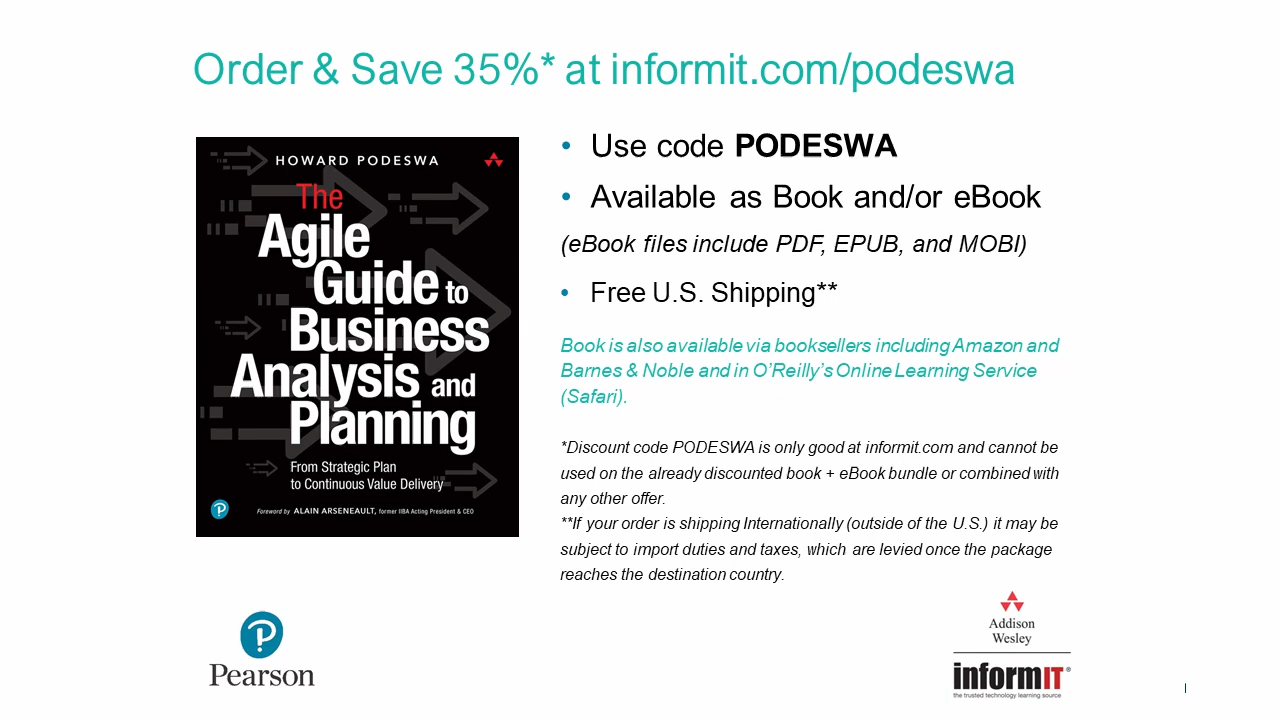 Order & Save 35%* at informit.com/podeswa
HOWARD PODESWA
The
Agile
Guide to
Business
Analysis and
Planning
From Strategic Plan
to Continuous Value Delivery
Foreword by ALAIN ARSENEAULT, former IIBA Acting President & CEO
• Use code PODESWA
• Available as Book and/or eBook
(eBook files include PDF, EPUB, and MOBI)
• Free U.S. Shipping**
Book is also available via booksellers including Amazon and
Barnes & Noble and in O’Reilly’s Online Learning Service
(Safari).
*Discount code PODESWA is only good at informit.com and cannot be
used on the already discounted book + eBook bundle or combined with
any other offer.
**If your order is shipping Internationally (outside of the U.S.) it may be
subject to import duties and taxes, which are levied once the package
reaches the destination country.
Pearson
Addison
Wesley
informIT®
the trusted technology learning source